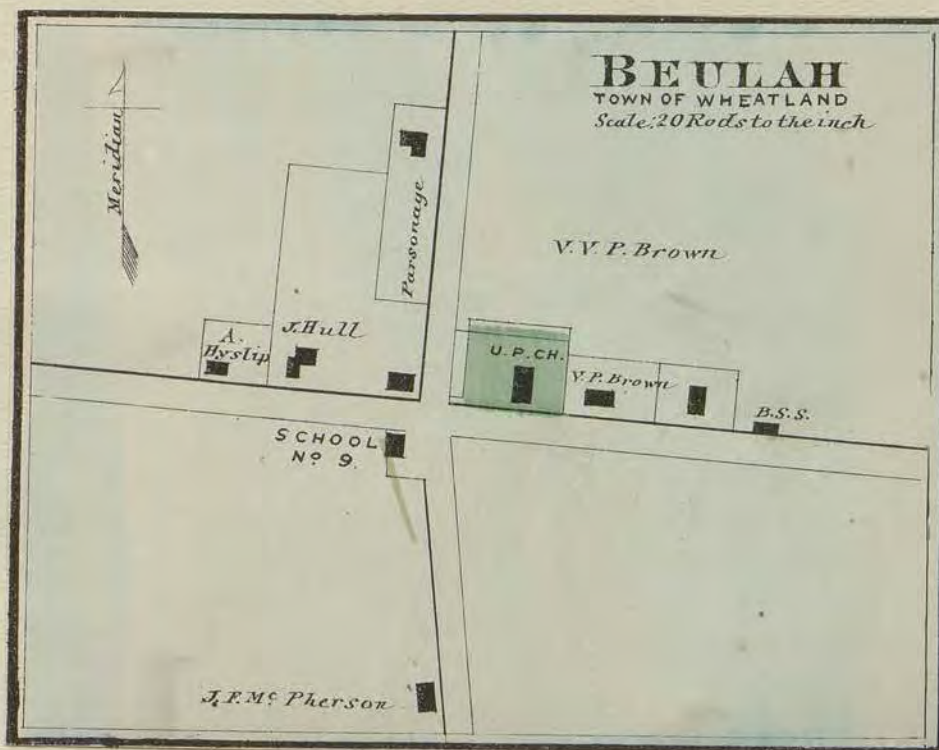 BEULAH
TOWN OF WHEATLAND
Scale: 20 Rods to the inch
Meridian
Parsonage
V. V. P. Brown
A.
Hyslip
J. Hull
U. P. CH.
V. P. Brown
B. S. S.
SCHOOL
No 9.
J. F. Mc Pherson